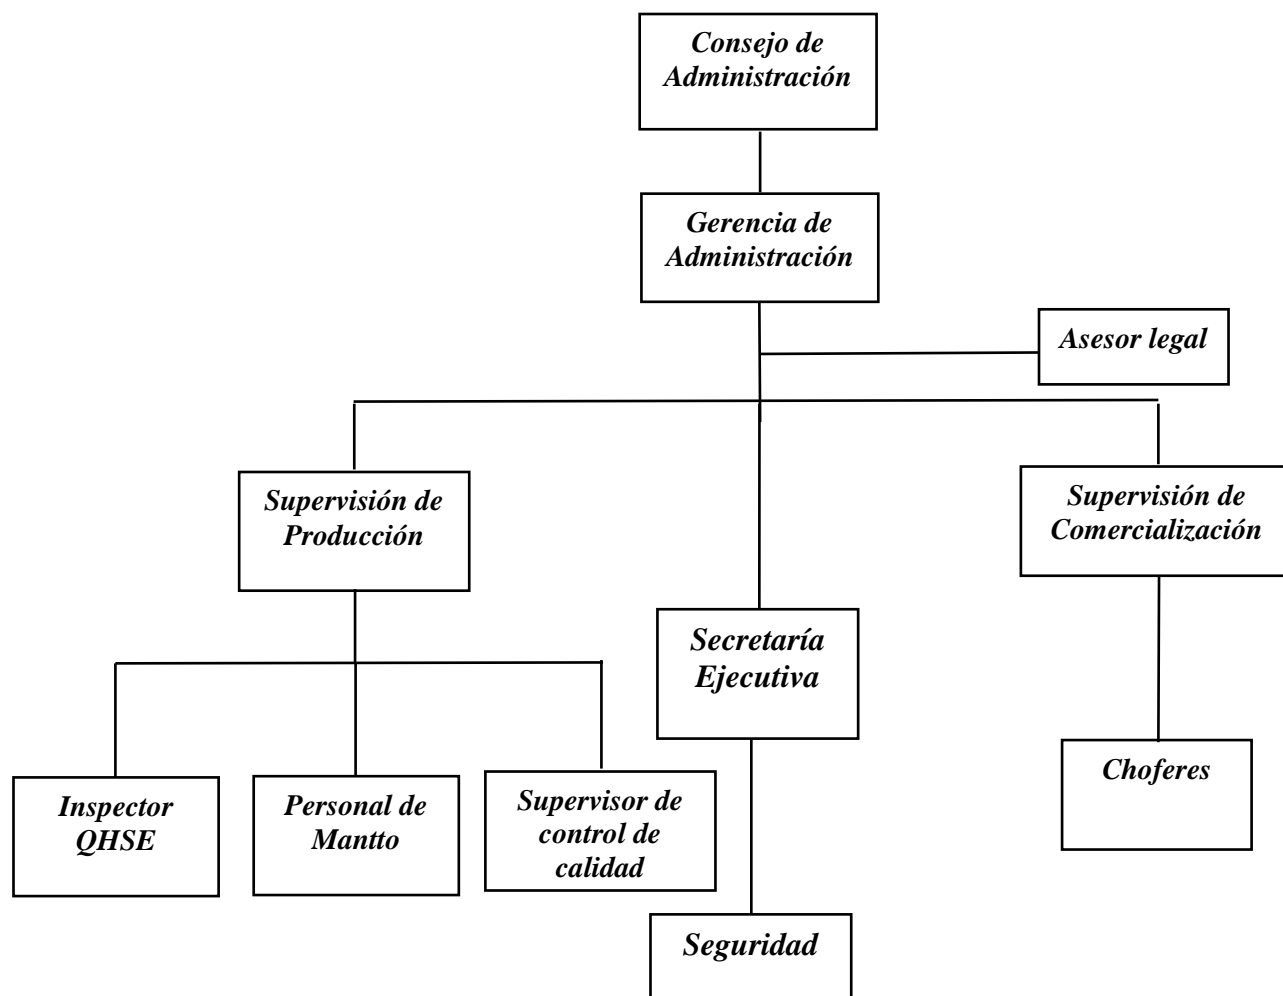 Consejo de
Administración
Gerencia de
Administración
Asesor legal
Supervisión de
Producción
Supervisión de
Comercialización
Secretaría
Ejecutiva
Choferes
Inspector
QHSE
Personal de
Mantto
Supervisor de
control de
calidad
Seguridad